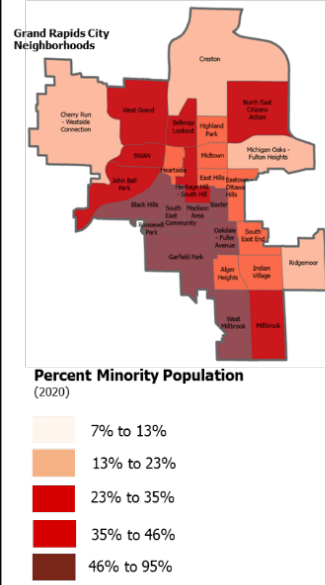 Grand Rapids City
Neighborhoods
Creston
Cherry Run
- Westside
Connection
West Grand
North East
Citizens
Action
Belknap
Lookout
Highland
Park
SWAN
Heartside
Midtown
Michigan Oaks -
Fulton Heights
John Ball
Park
East Hills
Eastown
Ottawa
Hills
Heritage Hill
- South Hill
Black Hills
South
East
Community
Madison
Area
Baxter
Roosevelt
Park
Oakdale
- Fuller
Avenue
South
East End
Garfield Park
Alger
Heights
Indian
Village
Ridgemoor
West
Millbrook
Millbrook
Percent Minority Population
(2020)
7% to 13%
13% to 23%
23% to 35%
35% to 46%
46% to 95%